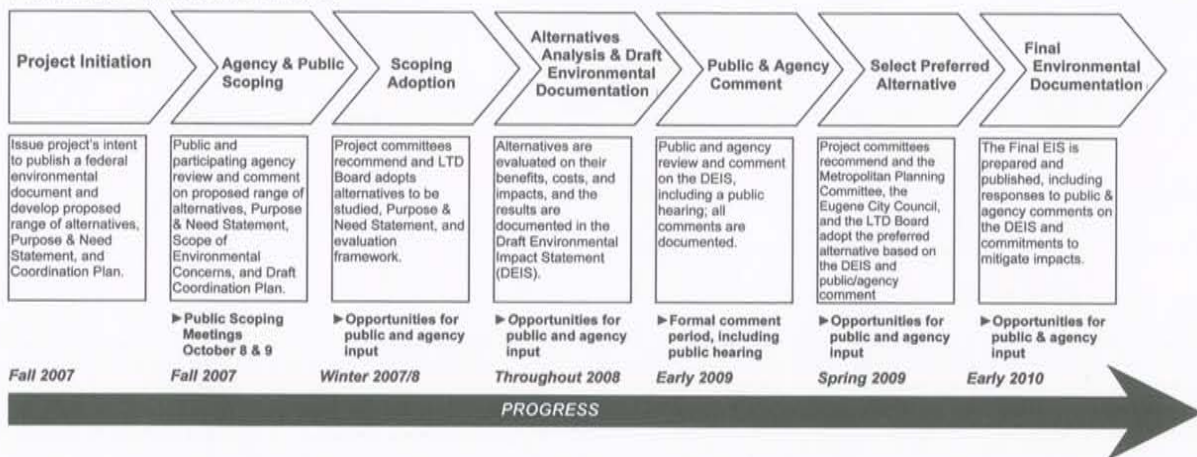 Project Initiation
Agency & Public
Scoping
Scoping
Adoption
Alternatives
Analysis & Draft
Environmental
Documentation
Public & Agency
Comment
Select Preferred
Alternative
Final
Environmental
Documentation
Issue project's intent
to publish a federal
environmental
document and
develop proposed
range of alternatives,
Purpose & Need
Statement, and
Coordination Plan.
Public and
participating agency
review and comment
on proposed range of
alternatives, Purpose
& Need Statement,
Scope of
Environmental
Concerns, and Draft
Coordination Plan.
Project committees
recommend and LTD
Board adopts
alternatives to be
studied, Purpose &
Need Statement, and
evaluation
framework.
Alternatives are
evaluated on their
benefits, costs, and
impacts, and the
results are
documented in the
Draft Environmental
Impact Statement
(DEIS).
Public and agency
review and comment
on the DEIS,
including a public
hearing; all
comments are
documented.
Project committees
recommend and the
Metropolitan Planning
Committee, the
Eugene City Council,
and the LTD Board
adopt the preferred
alternative based on
the DEIS and
public/agency
comment
The Final EIS is
prepared and
published, including
responses to public &
agency comments on
the DEIS and
commitments to
mitigate impacts.
►Public Scoping
Meetings
October 8 & 9
►Opportunities for
public and agency
input
►Opportunities for
public and agency
input
►Formal comment
period, including
public hearing
►Opportunities for
public and agency
input
►Opportunities for
public & agency
input
Fall 2007
Fall 2007
Winter 2007/8
Throughout 2008
Early 2009
Spring 2009
Early 2010
PROGRESS